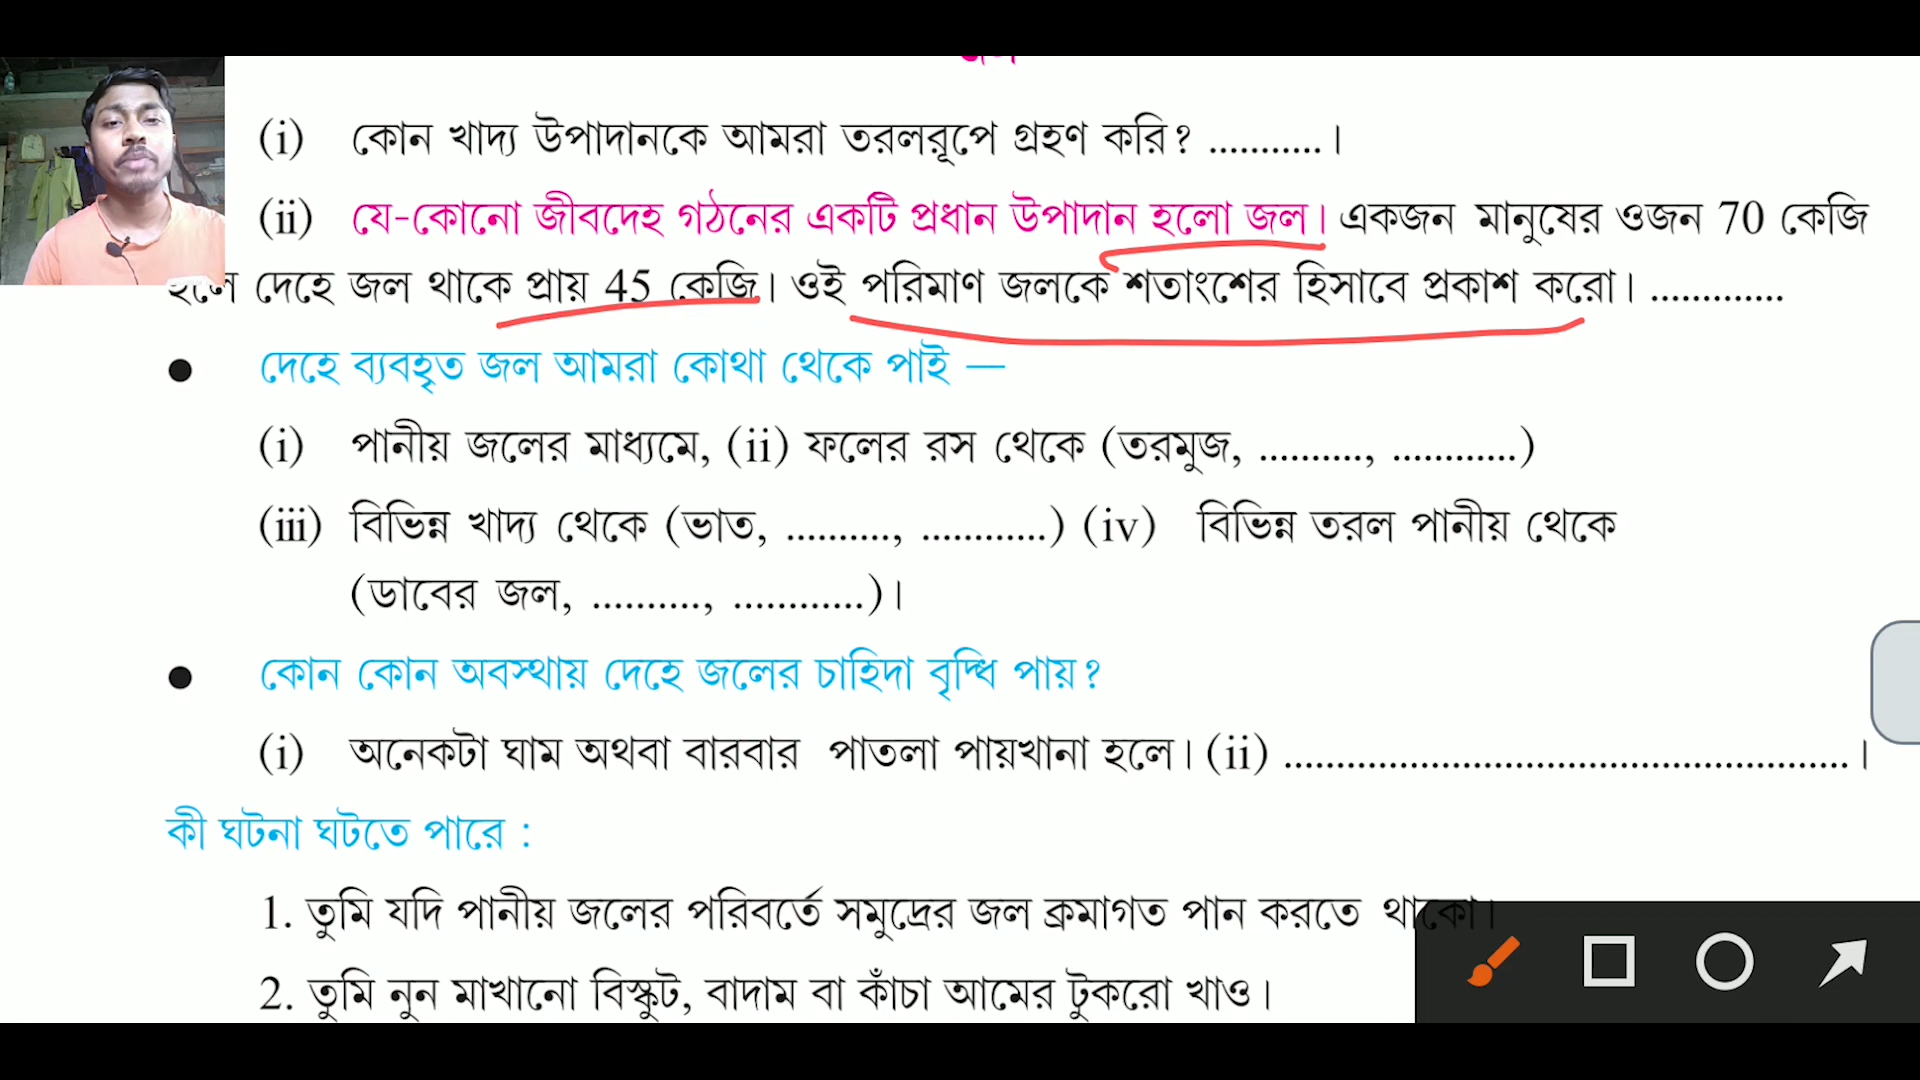 (i) কোন খাদ্য উপাদানকে আমরা তরলরূপে গ্রহণ করি? ...........।
(ii) যে-কোনো জীবদেহ গঠনের একটি প্রধান উপাদান হলো জল। একজন মানুষের ওজন 70 কেজি
হলে দেহে জল থাকে প্রায় 45 কেজি। ওই পরিমাণ জলকে শতাংশের হিসাবে প্রকাশ করো। .............
● দেহে ব্যবহৃত জল আমরা কোথা থেকে পাই —
(i) পানীয় জলের মাধ্যমে, (ii) ফলের রস থেকে (তরমুজ, .........., ............)
(iii) বিভিন্ন খাদ্য থেকে (ভাত, .........., ............) (iv) বিভিন্ন তরল পানীয় থেকে
(ডাবের জল, .........., ............)।
● কোন কোন অবস্থায় দেহে জলের চাহিদা বৃদ্ধি পায়?
(i) অনেকটা ঘাম অথবা বারবার পাতলা পায়খানা হলে। (ii) ......................................................।
কী ঘটনা ঘটতে পারে :
1. তুমি যদি পানীয় জলের পরিবর্তে সমুদ্রের জল ক্রমাগত পান করতে থাকো।
2. তুমি নুন মাখানো বিস্কুট, বাদাম বা কাঁচা আমের টুকরো খাও।